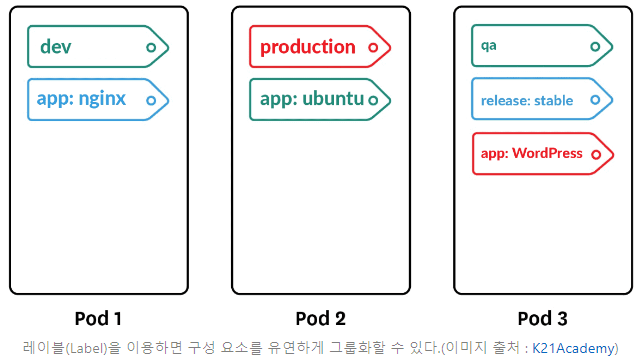 dev
app: nginx
Pod 1
production
app: ubuntu
Pod 2
qa
release: stable
app: WordPress
Pod 3
레이블(Label)을 이용하면 구성 요소를 유연하게 그룹화할 수 있다.(이미지 출처 : K21Academy)